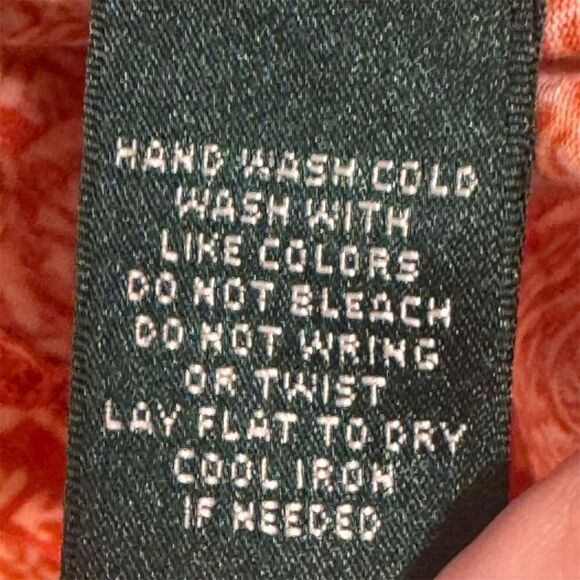 HAND WASH COLD
WASH WITH
LIKE COLORS
DO NOT BLEACH
DO NOT WRING
OR TWIST
LAY FLAT TO DRY
COOL IRON
IF NEEDED